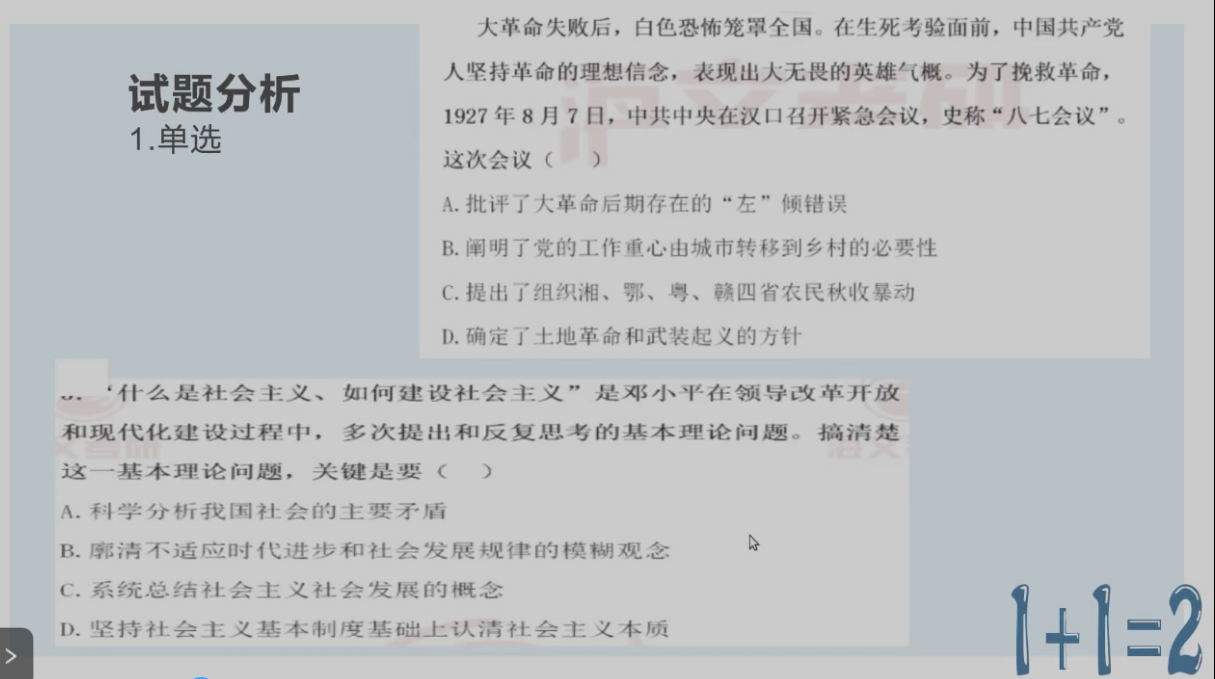 试题分析
1.单选
大革命失败后，白色恐怖笼罩全国。在生死考验面前，中国共产党
人坚持革命的理想信念，表现出大无畏的英雄气概。为了挽救革命，
1927年8月7日，中共中央在汉口召开紧急会议，史称“八七会议”。
这次会议（ ）
A.批评了大革命后期存在的“左”倾错误
B.阐明了党的工作重心由城市转移到乡村的必要性
C.提出了组织湘、鄂、粤、赣四省农民秋收暴动
D.确定了土地革命和武装起义的方针
“什么是社会主义、如何建设社会主义”是邓小平在领导改革开放
和现代化建设过程中，多次提出和反复思考的基本理论问题。搞清楚
这一基本理论问题，关键是要（ ）
A.科学分析我国社会的主要矛盾
B.廓清不适应时代进步和社会发展规律的模糊观念
C.系统总结社会主义社会发展的概念
D.坚持社会主义基本制度基础上认清社会主义本质
1+1=2